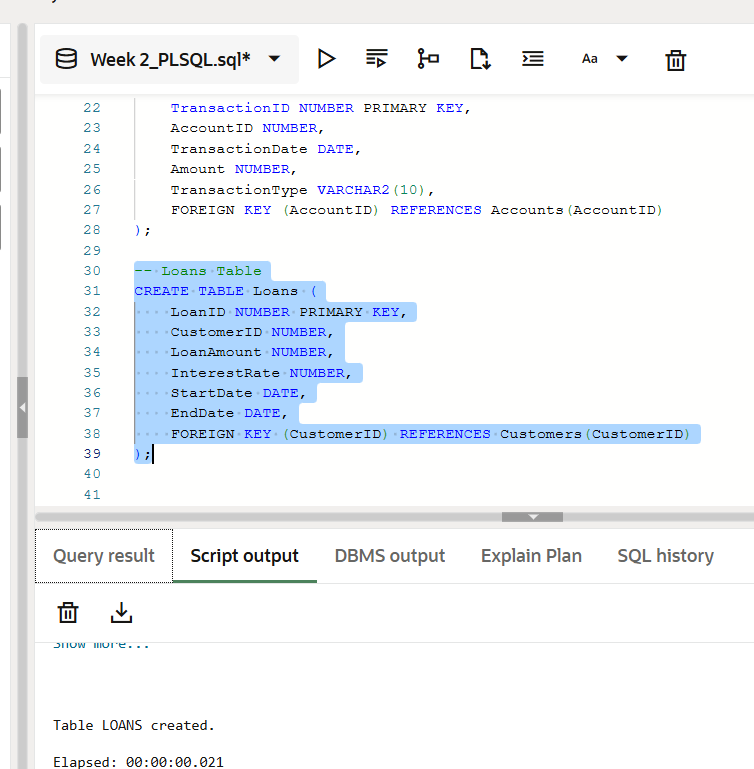 Week 2_PLSQL.sql*
Aa
22 TransactionID NUMBER PRIMARY KEY,
23 AccountID NUMBER,
24 TransactionDate DATE,
25 Amount NUMBER,
26 TransactionType VARCHAR2(10),
27 FOREIGN KEY (AccountID) REFERENCES Accounts(AccountID)
28 );
29
30 -- Loans Table
31 CREATE TABLE Loans (
32 LoanID NUMBER PRIMARY KEY,
33 CustomerID NUMBER,
34 LoanAmount NUMBER,
35 InterestRate NUMBER,
36 StartDate DATE,
37 EndDate DATE,
38 FOREIGN KEY (CustomerID) REFERENCES Customers(CustomerID)
39 );
40
41
Query result Script output DBMS output Explain Plan SQL history
Show more...
Table LOANS created.
Elapsed: 00:00:00.021